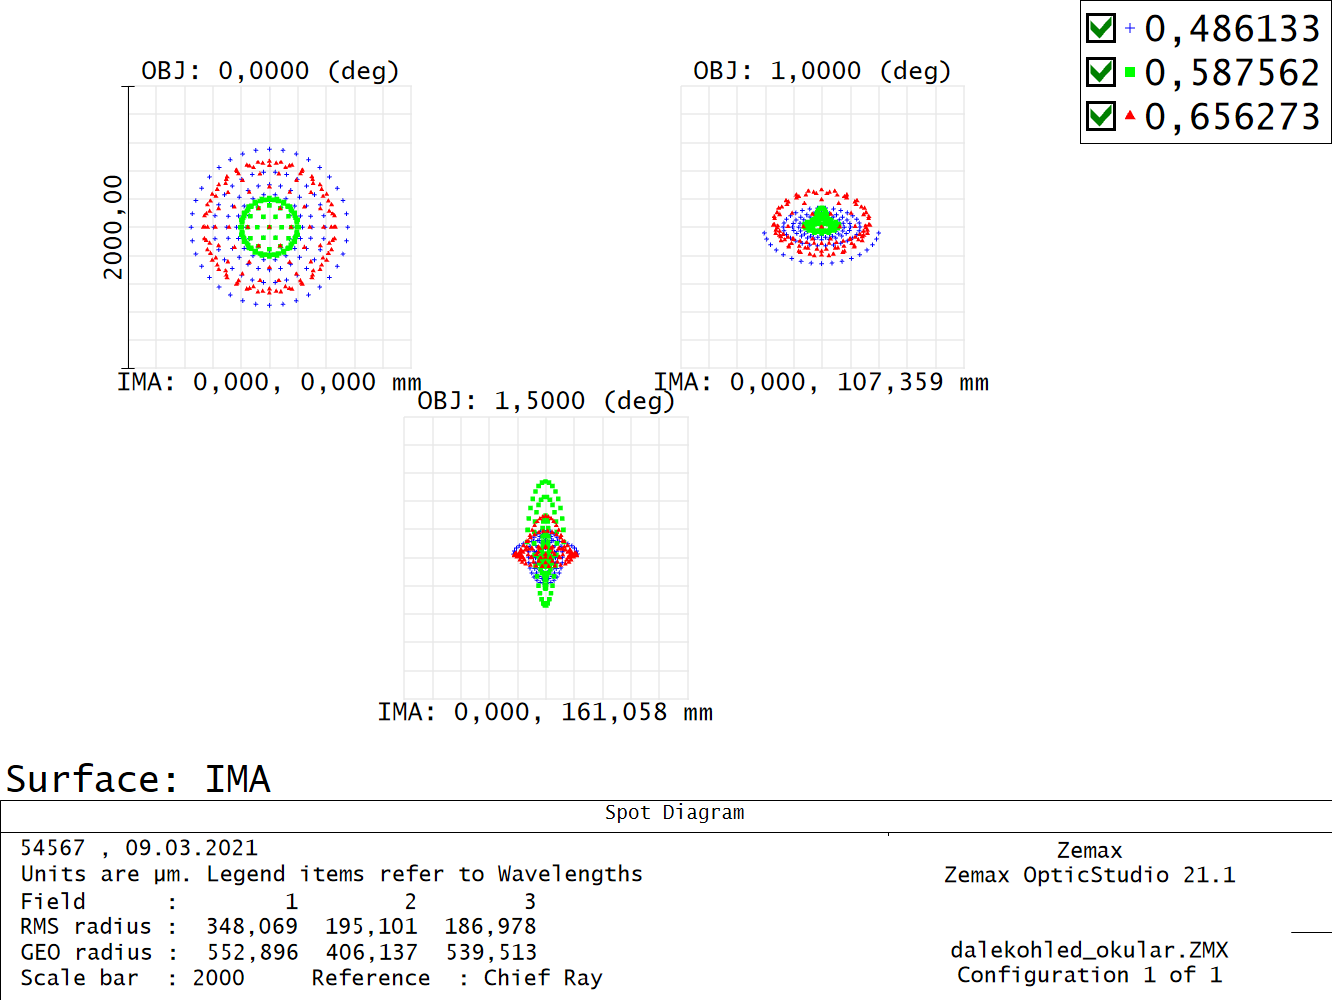 0,486133
0,587562
0,656273
OBJ: 0,0000 (deg)
OBJ: 1,0000 (deg)
2000,00
IMA: 0,000, 0,000 mm
IMA: 0,000, 107,359 mm
OBJ: 1,5000 (deg)
IMA: 0,000, 161,058 mm
Surface: IMA
Spot Diagram
54567 , 09.03.2021
Units are µm. Legend items refer to Wavelengths
Field : 1 2 3
RMS radius : 348,069 195,101 186,978
GEO radius : 552,896 406,137 539,513
Scale bar : 2000 Reference : Chief Ray
Zemax
Zemax OpticStudio 21.1
dalekohled_okular.ZMX
Configuration 1 of 1